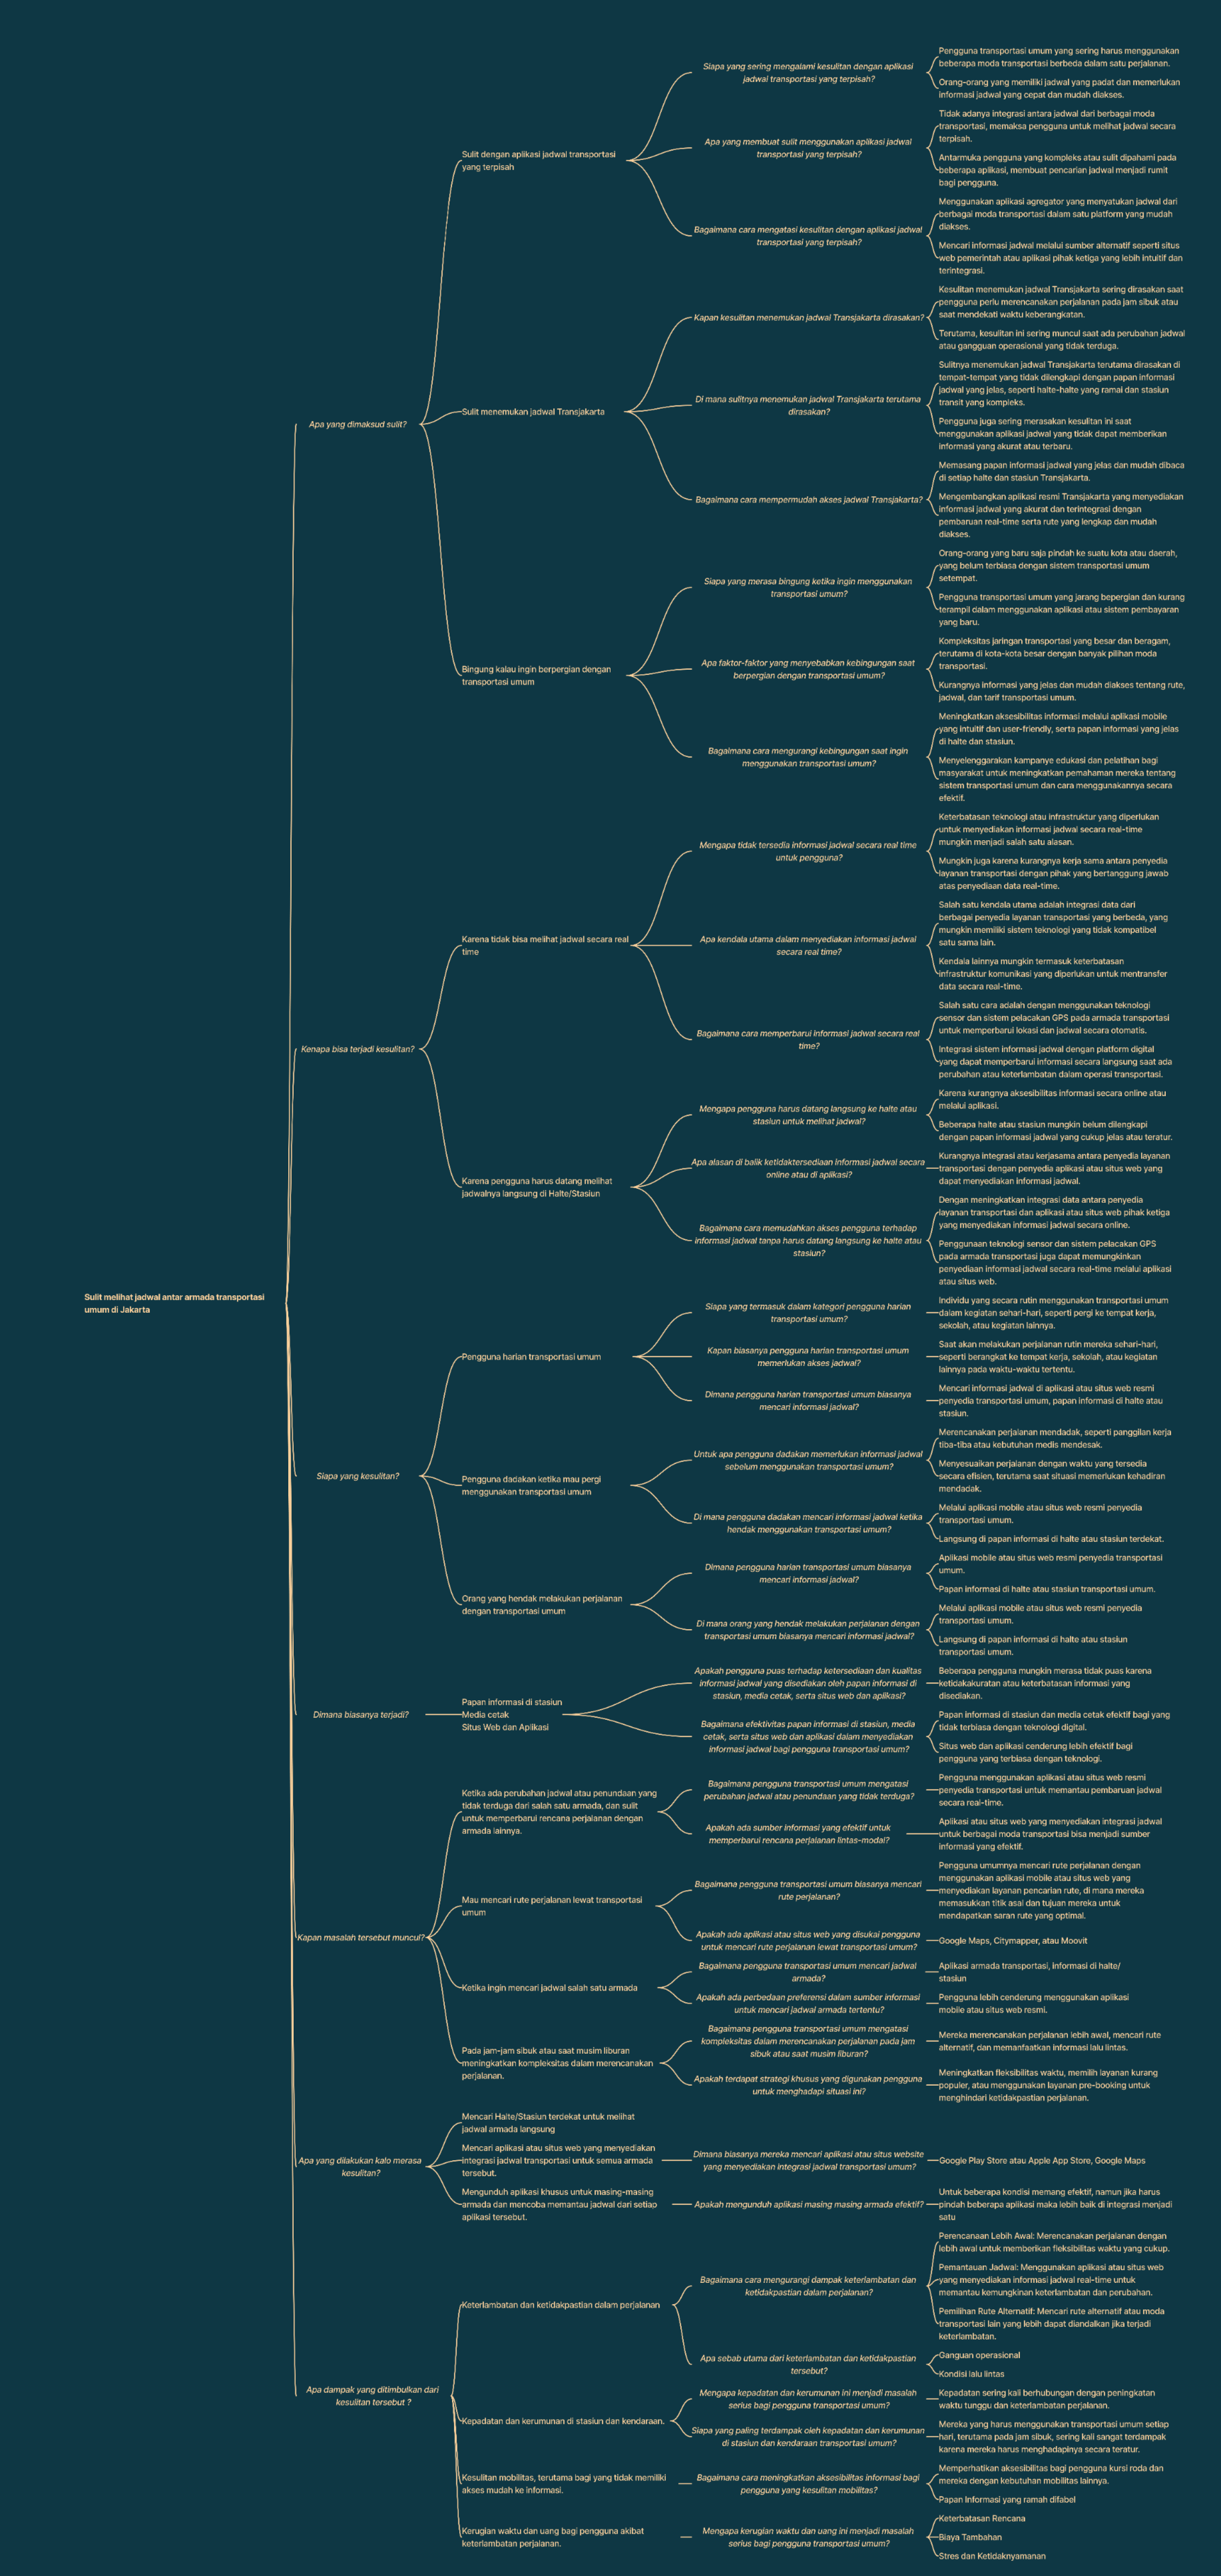 Sulit melihat jadwal antar armada transportasi
umum di Jakarta
Apa yang dimaksud sulit?
Sulit dengan aplikasi jadwal transportasi
yang terpisah
Siapa yang sering mengalami kesulitan dengan aplikasi
jadwal transportasi yang terpisah?
Pengguna transportasi umum yang sering harus menggunakan
beberapa moda transportasi berbeda dalam satu perjalanan.
Orang-orang yang memiliki jadwal yang padat dan memerlukan
informasi jadwal yang cepat dan mudah diakses.
Apa yang membuat sulit menggunakan aplikasi jadwal
transportasi yang terpisah?
Tidak adanya integrasi antara jadwal dari berbagai moda
transportasi, memaksa pengguna untuk melihat jadwal secara
terpisah.
Antarmuka pengguna yang kompleks atau sulit dipahami pada
beberapa aplikasi, membuat pencarian jadwal menjadi rumit
bagi pengguna.
Bagaimana cara mengatasi kesulitan dengan aplikasi jadwal
transportasi yang terpisah?
Menggunakan aplikasi agregator yang menyatukan jadwal dari
berbagai moda transportasi dalam satu platform yang mudah
diakses.
Mencari informasi jadwal melalui sumber alternatif seperti situs
web pemerintah atau aplikasi pihak ketiga yang lebih intuitif dan
terintegrasi.
Sulit menemukan jadwal Transjakarta
Kapan kesulitan menemukan jadwal Transjakarta dirasakan?
Kesulitan menemukan jadwal Transjakarta sering dirasakan saat
pengguna perlu merencanakan perjalanan pada jam sibuk atau
saat mendekati waktu keberangkatan.
Terutama, kesulitan ini sering muncul saat ada perubahan jadwal
atau gangguan operasional yang tidak terduga.
Di mana sulitnya menemukan jadwal Transjakarta terutama
dirasakan?
Sulitnya menemukan jadwal Transjakarta terutama dirasakan di
tempat-tempat yang tidak dilengkapi dengan papan informasi
jadwal yang jelas, seperti halte-halte yang ramai dan stasiun
transit yang kompleks.
Pengguna juga sering merasakan kesulitan ini saat
menggunakan aplikasi jadwal yang tidak dapat memberikan
informasi yang akurat atau terbaru.
Bagaimana cara mempermudah akses jadwal Transjakarta?
Memasang papan informasi jadwal yang jelas dan mudah dibaca
di setiap halte dan stasiun Transjakarta.
Mengembangkan aplikasi resmi Transjakarta yang menyediakan
informasi jadwal yang akurat dan terintegrasi dengan
pembaruan real-time serta rute yang lengkap dan mudah
diakses.
Bingung kalau ingin berpergian dengan
transportasi umum
Siapa yang merasa bingung ketika ingin menggunakan
transportasi umum?
Orang-orang yang baru saja pindah ke suatu kota atau daerah,
yang belum terbiasa dengan sistem transportasi umum
setempat.
Pengguna transportasi umum yang jarang bepergian dan kurang
terampil dalam menggunakan aplikasi atau sistem pembayaran
yang baru.
Apa faktor-faktor yang menyebabkan kebingungan saat
berpergian dengan transportasi umum?
Kompleksitas jaringan transportasi yang besar dan beragam,
terutama di kota-kota besar dengan banyak pilihan moda
transportasi.
Kurangnya informasi yang jelas dan mudah diakses tentang rute,
jadwal, dan tarif transportasi umum.
Bagaimana cara mengurangi kebingungan saat ingin
menggunakan transportasi umum?
Meningkatkan aksesibilitas informasi melalui aplikasi mobile
yang intuitif dan user-friendly, serta papan informasi yang jelas
di halte dan stasiun.
Menyelenggarakan kampanye edukasi dan pelatihan bagi
masyarakat untuk meningkatkan pemahaman mereka tentang
sistem transportasi umum dan cara menggunakannya secara
efektif.
Kenapa bisa terjadi kesulitan?
Karena tidak bisa melihat jadwal secara real
time
Mengapa tidak tersedia informasi jadwal secara real time
untuk pengguna?
Keterbatasan teknologi atau infrastruktur yang diperlukan
untuk menyediakan informasi jadwal secara real-time
mungkin menjadi salah satu alasan.
Mungkin juga karena kurangnya kerja sama antara penyedia
layanan transportasi dengan pihak yang bertanggung jawab
atas penyediaan data real-time.
Apa kendala utama dalam menyediakan informasi jadwal
secara real time?
Salah satu kendala utama adalah integrasi data dari
berbagai penyedia layanan transportasi yang berbeda, yang
mungkin memiliki sistem teknologi yang tidak kompatibel
satu sama lain.
Kendala lainnya mungkin termasuk keterbatasan
infrastruktur komunikasi yang diperlukan untuk mentransfer
data secara real-time.
Bagaimana cara memperbarui informasi jadwal secara real
time?
Salah satu cara adalah dengan menggunakan teknologi
sensor dan sistem pelacakan GPS pada armada transportasi
untuk memperbarui lokasi dan jadwal secara otomatis.
Integrasi sistem informasi jadwal dengan platform digital
yang dapat memperbarui informasi secara langsung saat ada
perubahan atau keterlambatan dalam operasi transportasi.
Karena pengguna harus datang melihat
jadwalnya langsung di Halte/Stasiun
Mengapa pengguna harus datang langsung ke halte atau
stasiun untuk melihat jadwal?
Karena kurangnya aksesibilitas informasi secara online atau
melalui aplikasi.
Beberapa halte atau stasiun mungkin belum dilengkapi
dengan papan informasi jadwal yang cukup jelas atau teratur.
Apa alasan di balik ketidaktersediaan informasi jadwal secara
online atau di aplikasi?
Kurangnya integrasi atau kerjasama antara penyedia layanan
transportasi dengan penyedia aplikasi atau situs web yang
dapat menyediakan informasi jadwal.
Bagaimana cara memudahkan akses pengguna terhadap
informasi jadwal tanpa harus datang langsung ke halte atau
stasiun?
Dengan meningkatkan integrasi data antara penyedia
layanan transportasi dan aplikasi atau situs web pihak ketiga
yang menyediakan informasi jadwal secara online.
Penggunaan teknologi sensor dan sistem pelacakan GPS
pada armada transportasi juga dapat memungkinkan
penyediaan informasi jadwal secara real-time melalui aplikasi
atau situs web.
Siapa yang kesulitan?
Pengguna harian transportasi umum
Siapa yang termasuk dalam kategori pengguna harian
transportasi umum?
Individu yang secara rutin menggunakan transportasi umum
dalam kegiatan sehari-hari, seperti pergi ke tempat kerja,
sekolah, atau kegiatan lainnya.
Kapan biasanya pengguna harian transportasi umum
memerlukan akses jadwal?
Saat akan melakukan perjalanan rutin mereka sehari-hari,
seperti berangkat ke tempat kerja, sekolah, atau kegiatan
lainnya pada waktu-waktu tertentu.
Dimana pengguna harian transportasi umum biasanya
mencari informasi jadwal?
Mencari informasi jadwal di aplikasi atau situs web resmi
penyedia transportasi umum, papan informasi di halte atau
stasiun.
Pengguna dadakan ketika mau pergi
menggunakan transportasi umum
Untuk apa pengguna dadakan memerlukan informasi jadwal
sebelum menggunakan transportasi umum?
Merencanakan perjalanan mendadak, seperti panggilan kerja
tiba-tiba atau kebutuhan medis mendesak.
Menyesuaikan perjalanan dengan waktu yang tersedia
secara efisien, terutama saat situasi memerlukan kehadiran
mendadak.
Di mana pengguna dadakan mencari informasi jadwal ketika
hendak menggunakan transportasi umum?
Melalui aplikasi mobile atau situs web resmi penyedia
transportasi umum.
Langsung di papan informasi di halte atau stasiun terdekat.
Orang yang hendak melakukan perjalanan
dengan transportasi umum
Dimana pengguna harian transportasi umum biasanya
mencari informasi jadwal?
Aplikasi mobile atau situs web resmi penyedia transportasi
umum.
Papan informasi di halte atau stasiun transportasi umum.
Di mana orang yang hendak melakukan perjalanan dengan
transportasi umum biasanya mencari informasi jadwal?
Melalui aplikasi mobile atau situs web resmi penyedia
transportasi umum.
Langsung di papan informasi di halte atau stasiun
transportasi umum.
Dimana biasanya terjadi?
Papan informasi di stasiun
Media cetak
Situs Web dan Aplikasi
Apakah pengguna puas terhadap ketersediaan dan kualitas
informasi jadwal yang disediakan oleh papan informasi di
stasiun, media cetak, serta situs web dan aplikasi?
Beberapa pengguna mungkin merasa tidak puas karena
ketidakakuratan atau keterbatasan informasi yang
disediakan.
Bagaimana efektivitas papan informasi di stasiun, media
cetak, serta situs web dan aplikasi dalam menyediakan
informasi jadwal bagi pengguna transportasi umum?
Papan informasi di stasiun dan media cetak efektif bagi yang
tidak terbiasa dengan teknologi digital.
Situs web dan aplikasi cenderung lebih efektif bagi
pengguna yang terbiasa dengan teknologi.
Kapan masalah tersebut muncul?
Ketika ada perubahan jadwal atau penundaan yang
tidak terduga dari salah satu armada, dan sulit
untuk memperbarui rencana perjalanan dengan
armada lainnya.
Bagaimana pengguna transportasi umum mengatasi
perubahan jadwal atau penundaan yang tidak terduga?
Pengguna menggunakan aplikasi atau situs web resmi
penyedia transportasi untuk memantau pembaruan jadwal
secara real-time.
Apakah ada sumber informasi yang efektif untuk
memperbarui rencana perjalanan lintas-modal?
Aplikasi atau situs web yang menyediakan integrasi jadwal
untuk berbagai moda transportasi bisa menjadi sumber
informasi yang efektif.
Mau mencari rute perjalanan lewat transportasi
umum
Bagaimana pengguna transportasi umum biasanya mencari
rute perjalanan?
Pengguna umumnya mencari rute perjalanan dengan
menggunakan aplikasi mobile atau situs web yang
menyediakan layanan pencarian rute, di mana mereka
memasukkan titik asal dan tujuan mereka untuk
mendapatkan saran rute yang optimal.
Apakah ada aplikasi atau situs web yang disukai pengguna
untuk mencari rute perjalanan lewat transportasi umum?
Google Maps, Citymapper, atau Moovit
Ketika ingin mencari jadwal salah satu armada
Bagaimana pengguna transportasi umum mencari jadwal
armada?
Aplikasi armada transportasi, informasi di halte/
stasiun
Apakah ada perbedaan preferensi dalam sumber informasi
untuk mencari jadwal armada tertentu?
Pengguna lebih cenderung menggunakan aplikasi
mobile atau situs web resmi.
Pada jam-jam sibuk atau saat musim liburan
meningkatkan kompleksitas dalam merencanakan
perjalanan.
Bagaimana pengguna transportasi umum mengatasi
kompleksitas dalam merencanakan perjalanan pada jam
sibuk atau saat musim liburan?
Mereka merencanakan perjalanan lebih awal, mencari rute
alternatif, dan memanfaatkan informasi lalu lintas.
Apakah terdapat strategi khusus yang digunakan pengguna
untuk menghadapi situasi ini?
Meningkatkan fleksibilitas waktu, memilih layanan kurang
populer, atau menggunakan layanan pre-booking untuk
menghindari ketidakpastian perjalanan.
Apa yang dilakukan kalo merasa
kesulitan?
Mencari Halte/Stasiun terdekat untuk melihat
jadwal armada langsung
Mencari aplikasi atau situs web yang menyediakan
integrasi jadwal transportasi untuk semua armada
tersebut.
Dimana biasanya mereka mencari aplikasi atau situs website
yang menyediakan integrasi jadwal transportasi umum?
Google Play Store atau Apple App Store, Google Maps
Mengunduh aplikasi khusus untuk masing-masing
armada dan mencoba memantau jadwal dari setiap
aplikasi tersebut.
Apakah mengunduh aplikasi masing masing armada efektif?
Untuk beberapa kondisi memang efektif, namun jika harus
pindah beberapa aplikasi maka lebih baik di integrasi menjadi
satu
Apa dampak yang ditimbulkan dari
kesulitan tersebut ?
Keterlambatan dan ketidakpastian dalam perjalanan
Bagaimana cara mengurangi dampak keterlambatan dan
ketidakpastian dalam perjalanan?
Perencanaan Lebih Awal: Merencanakan perjalanan dengan
lebih awal untuk memberikan fleksibilitas waktu yang cukup.
Pemantauan Jadwal: Menggunakan aplikasi atau situs web
yang menyediakan informasi jadwal real-time untuk
memantau kemungkinan keterlambatan dan perubahan.
Pemilihan Rute Alternatif: Mencari rute alternatif atau moda
transportasi lain yang lebih dapat diandalkan jika terjadi
keterlambatan.
Apa sebab utama dari keterlambatan dan ketidakpastian
tersebut?
Ganguan operasional
Kondisi lalu lintas
Kepadatan dan kerumunan di stasiun dan kendaraan.
Mengapa kepadatan dan kerumunan ini menjadi masalah
serius bagi pengguna transportasi umum?
Kepadatan sering kali berhubungan dengan peningkatan
waktu tunggu dan keterlambatan perjalanan.
Siapa yang paling terdampak oleh kepadatan dan kerumunan
di stasiun dan kendaraan transportasi umum?
Mereka yang harus menggunakan transportasi umum setiap
hari, terutama pada jam sibuk, sering kali sangat terdampak
karena mereka harus menghadapinya secara teratur.
Kesulitan mobilitas, terutama bagi yang tidak memiliki
akses mudah ke informasi.
Bagaimana cara meningkatkan aksesibilitas informasi bagi
pengguna yang kesulitan mobilitas?
Memperhatikan aksesibilitas bagi pengguna kursi roda dan
mereka dengan kebutuhan mobilitas lainnya.
Papan Informasi yang ramah difabel
Kerugian waktu dan uang bagi pengguna akibat
keterlambatan perjalanan.
Mengapa kerugian waktu dan uang ini menjadi masalah
serius bagi pengguna transportasi umum?
Keterbatasan Rencana
Biaya Tambahan
Stres dan Ketidaknyamanan